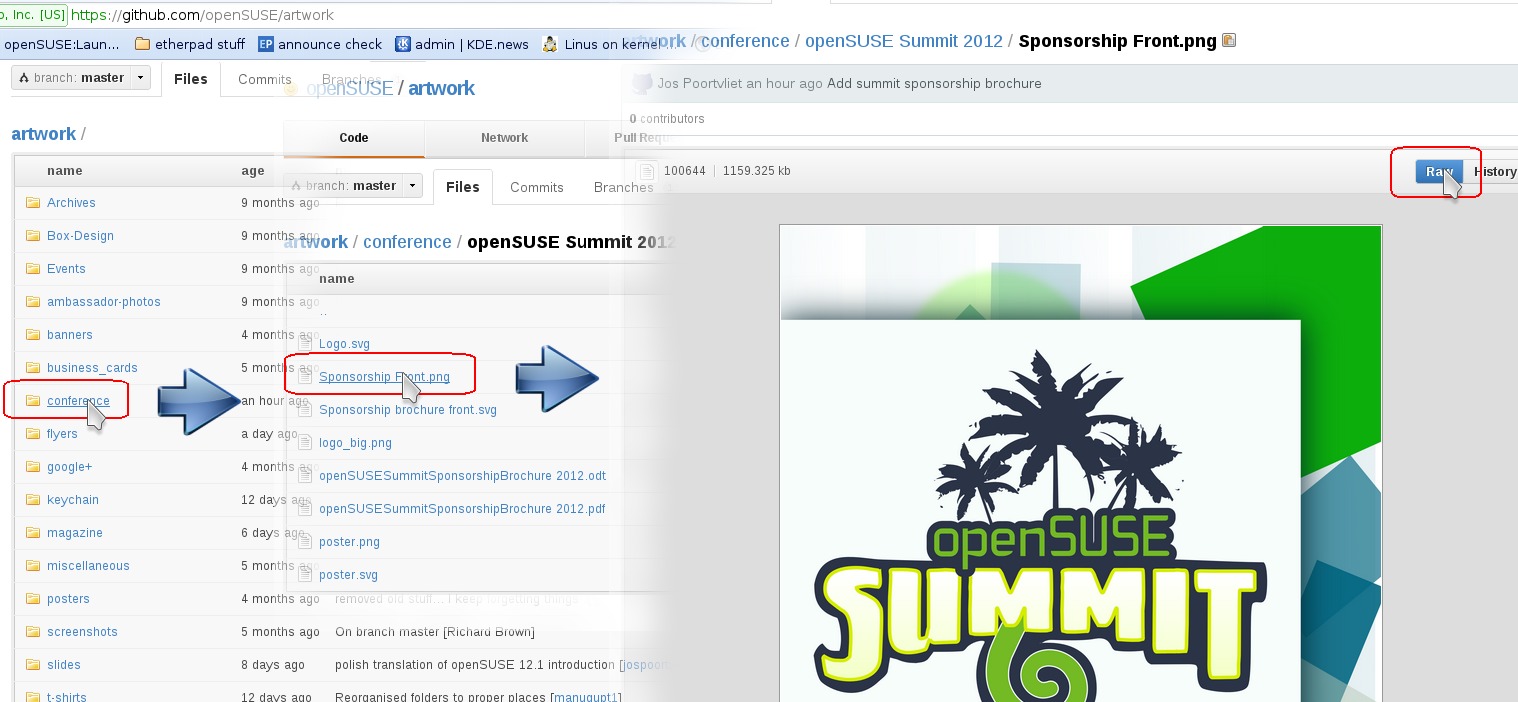 o, Inc. [US] https://github.com/openSUSE/artwork
openSUSE:Laun... etherpad stuff EP announce check admin | KDE.news Linus on kernel...
branch: master Files Commits Branches
artwork /
name age
Archives 9 months ago
Box-Design 9 months ago
Events 9 months ago
ambassador-photos 9 months ago
banners 4 months ago
business_cards 5 months ago
conference an hour ago
flyers a day ago
google+ 4 months ago
keychain 12 days ago
magazine 6 days ago
miscellaneous 5 months ago
posters 4 months ago removed old stuff... I keep forgetting things
screenshots 5 months ago On branch master [Richard Brown]
slides 8 days ago polish translation of openSUSE 12.1 introduction [jospoor
t-shirts 12 days ago Reorganised folders to proper places [manugupt1]
openSUSE / artwork
Code Network Pull Requ
branch: master Files Commits Branches
artwork / conference / openSUSE Summit 2012
name
..
Logo.svg
Sponsorship Front.png
Sponsorship brochure front.svg
logo_big.png
openSUSESummitSponsorshipBrochure 2012.odt
openSUSESummitSponsorshipBrochure 2012.pdf
poster.png
poster.svg
artwork / conference / openSUSE Summit 2012 / Sponsorship Front.png
Jos Poortvliet an hour ago Add summit sponsorship brochure
0 contributors
100644 1159.325 kb Raw History
openSUSE
SUMMIT